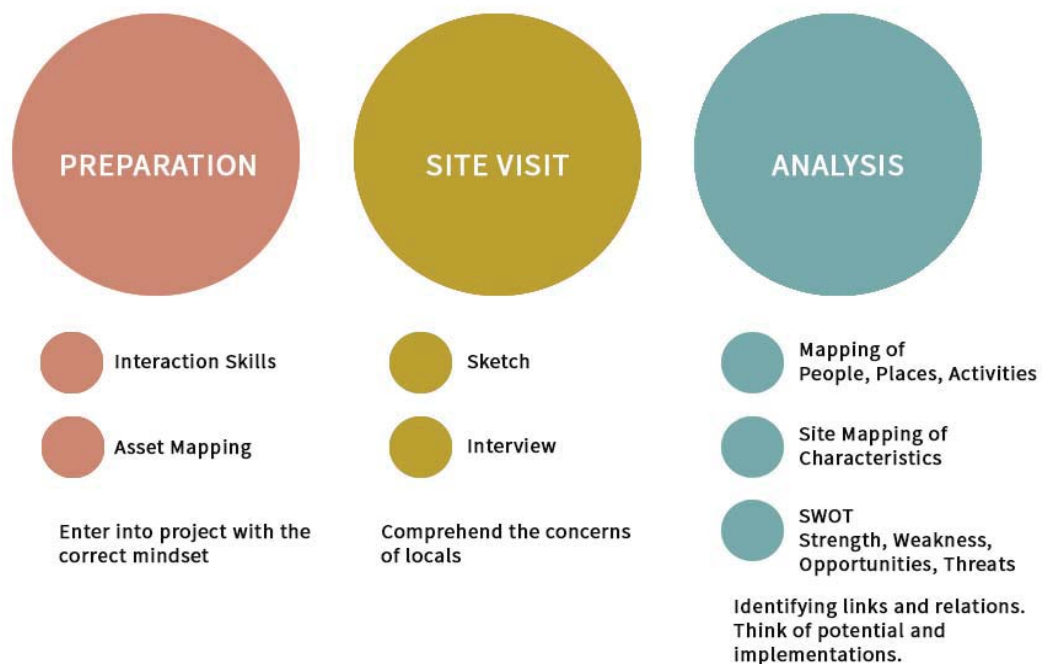 PREPARATION
Interaction Skills
Asset Mapping
Enter into project with the
correct mindset
SITE VISIT
Sketch
Interview
Comprehend the concerns
of locals
ANALYSIS
Mapping of
People, Places, Activities
Site Mapping of
Characteristics
SWOT
Strength, Weakness,
Opportunities, Threats
Identifying links and relations.
Think of potential and
implementations.